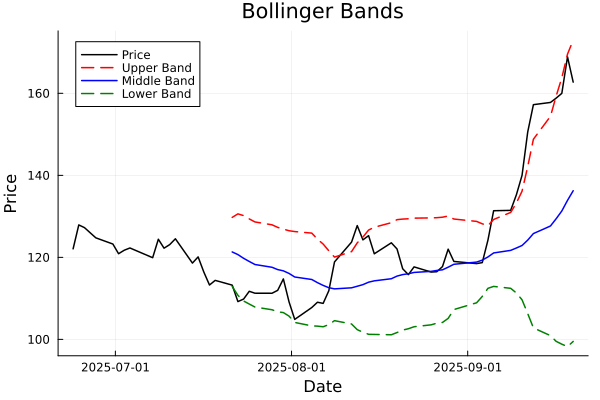 Bollinger Bands
Price
Upper Band
Middle Band
Lower Band
Price
160
140
120
100
2025-07-01
2025-08-01
2025-09-01
Date